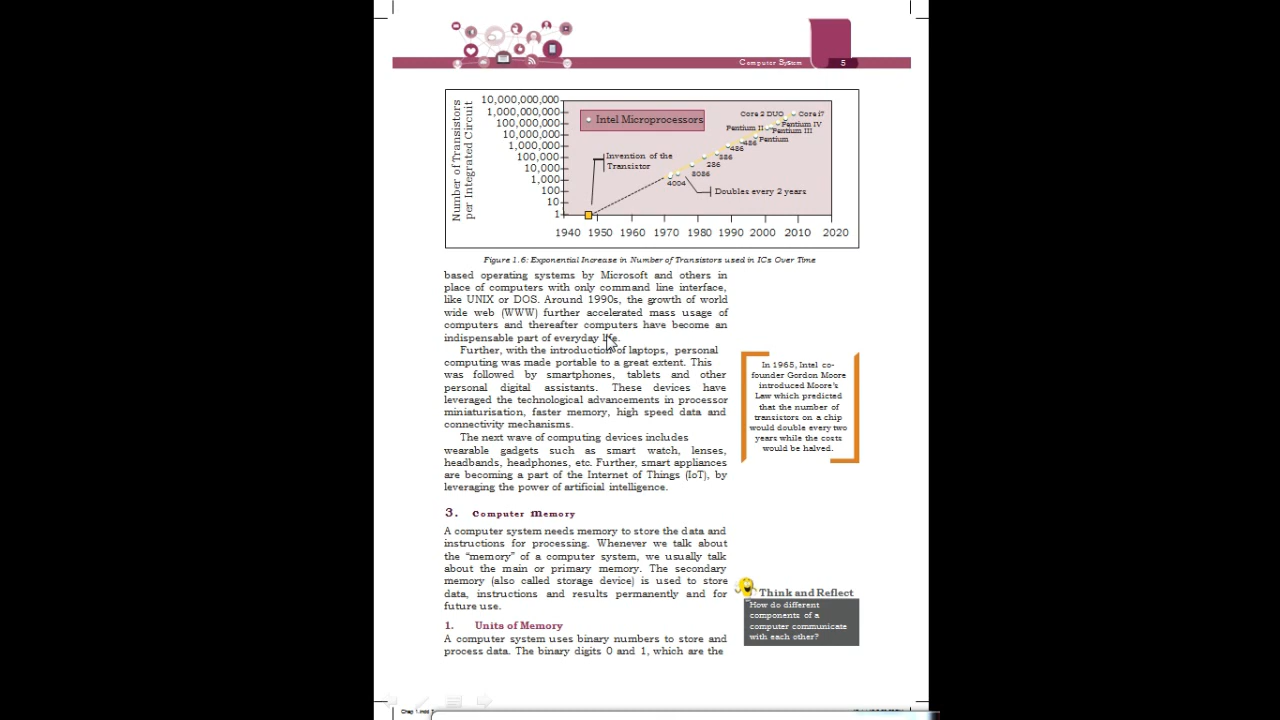 Computer System 5
Number of Transistors
per Integrated Circuit
10,000,000,000
1,000,000,000
100,000,000
10,000,000
1,000,000
100,000
10,000
1,000
100
10
1
Intel Microprocessors
Invention of the
Transistor
4004
8086
286
386
486
486
Pentium
Pentium II
Pentium III
Pentium IV
Core 2 DUO
Core i7
Doubles every 2 years
1940 1950 1960 1970 1980 1990 2000 2010 2020
Figure 1.6: Exponential Increase in Number of Transistors used in ICs Over Time
based operating systems by Microsoft and others in
place of computers with only command line interface,
like UNIX or DOS. Around 1990s, the growth of world
wide web (WWW) further accelerated mass usage of
computers and thereafter computers have become an
indispensable part of everyday life.
Further, with the introduction of laptops, personal
computing was made portable to a great extent. This
was followed by smartphones, tablets and other
personal digital assistants. These devices have
leveraged the technological advancements in processor
miniaturisation, faster memory, high speed data and
connectivity mechanisms.
The next wave of computing devices includes
wearable gadgets such as smart watch, lenses,
headbands, headphones, etc. Further, smart appliances
are becoming a part of the Internet of Things (IoT), by
leveraging the power of artificial intelligence.
In 1965, Intel co-
founder Gordon Moore
introduced Moore's
Law which predicted
that the number of
transistors on a chip
would double every two
years while the costs
would be halved.
3. Computer memory
A computer system needs memory to store the data and
instructions for processing. Whenever we talk about
the “memory” of a computer system, we usually talk
about the main or primary memory. The secondary
memory (also called storage device) is used to store
data, instructions and results permanently and for
future use.
Think and Reflect
How do different
components of a
computer communicate
with each other?
1. Units of Memory
A computer system uses binary numbers to store and
process data. The binary digits 0 and 1, which are the